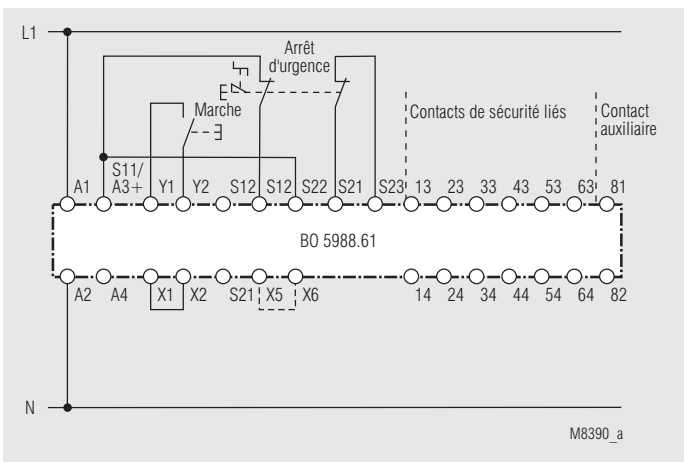 L1
Arrêt
d'urgence
Marche
Contacts de sécurité liés
Contact
auxiliaire
A1 S11/ A3+ Y1 Y2 S12 S12 S22 S21 S23 13 23 33 43 53 63 81
BO 5988.61
A2 A4 X1 X2 S21 X5 X6 14 24 34 44 54 64 82
N
M8390_a